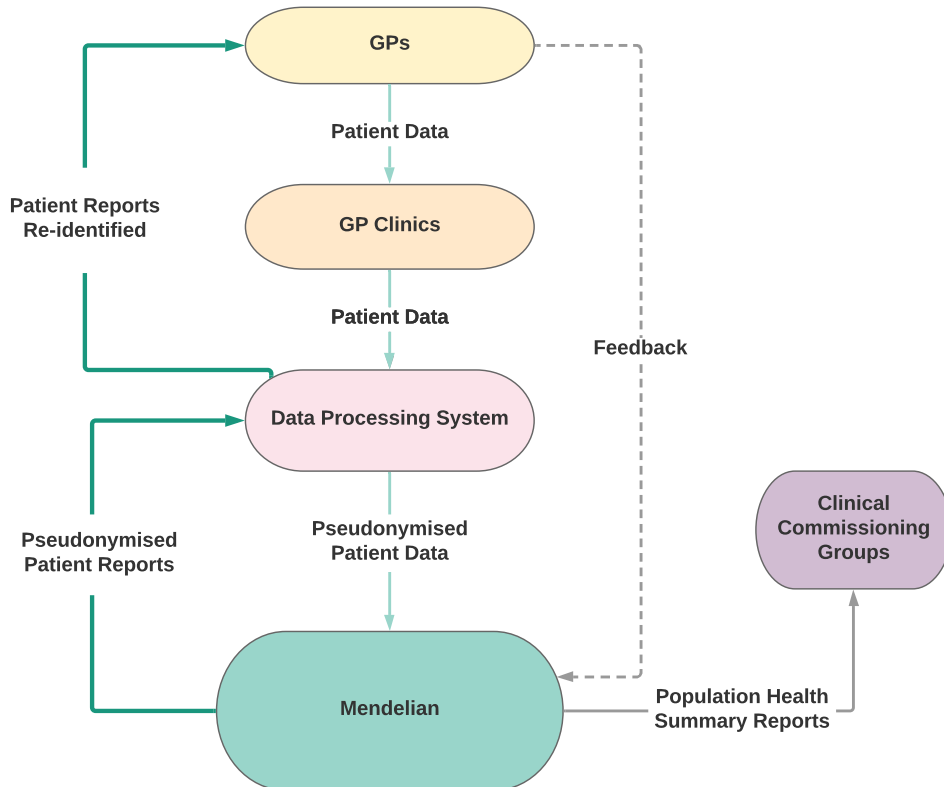 GPs
Patient Data
Patient Reports
Re-identified
GP Clinics
Patient Data
Feedback
Data Processing System
Clinical
Commissioning
Groups
Pseudonymised
Patient Reports
Pseudonymised
Patient Data
Mendelian
Population Health
Summary Reports